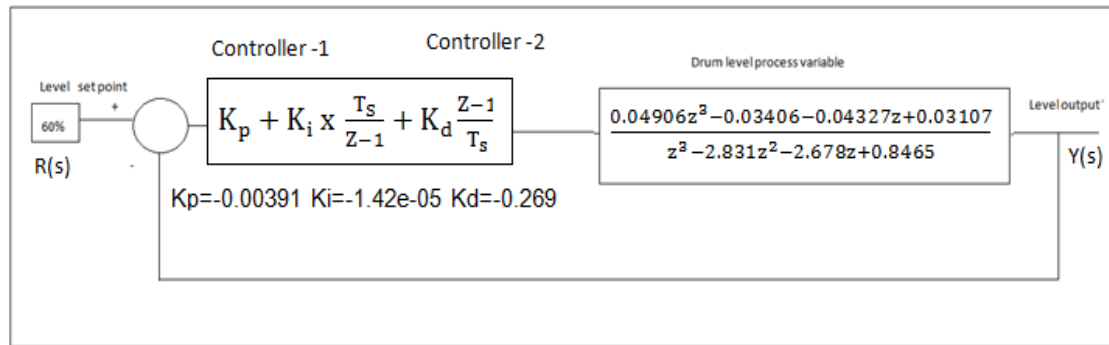 Controller -1
Controller -2
Drum level process variable
Level set point
+
60%
-
R(s)
K_p + K_i x T_s/Z-1 + K_d Z-1/T_s
0.04906z³−0.03406−0.04327z+0.03107
z³−2.831z²−2.678z+0.8465
Level output'
Y(s)
Kp=-0.00391 Ki=-1.42e-05 Kd=-0.269